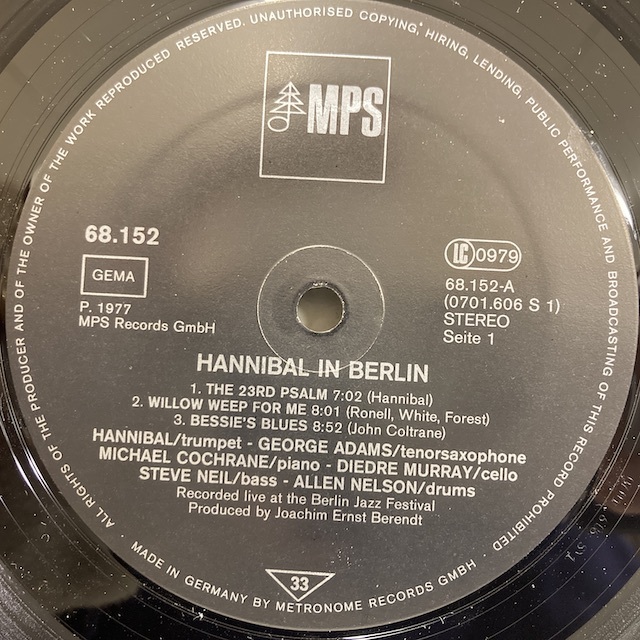 ALL RIGHTS OF THE PRODUCER AND OF THE OWNER OF THE WORK REPRODUCED RESERVED. UNAUTHORISED COPYING, HIRING, LENDING, PUBLIC PERFORMANCE AND BROADCASTING OF THIS RECORD PROHIBITED
MPS
68.152
GEMA
P. 1977
MPS Records GmbH
LC 0979
68.152-A
(0701.606 S 1)
STEREO
Seite 1
HANNIBAL IN BERLIN
1. THE 23RD PSALM 7:02 (Hannibal)
2. WILLOW WEEP FOR ME 8:01 (Ronell, White, Forest)
3. BESSIE'S BLUES 8:52 (John Coltrane)
HANNIBAL/trumpet - GEORGE ADAMS/tenorsaxophone
MICHAEL COCHRANE/piano - DIEDRE MURRAY/cello
STEVE NEIL/bass - ALLEN NELSON/drums
Recorded live at the Berlin Jazz Festival
Produced by Joachim Ernst Berendt
33
· MADE IN GERMANY BY METRONOME RECORDS GMBH ·